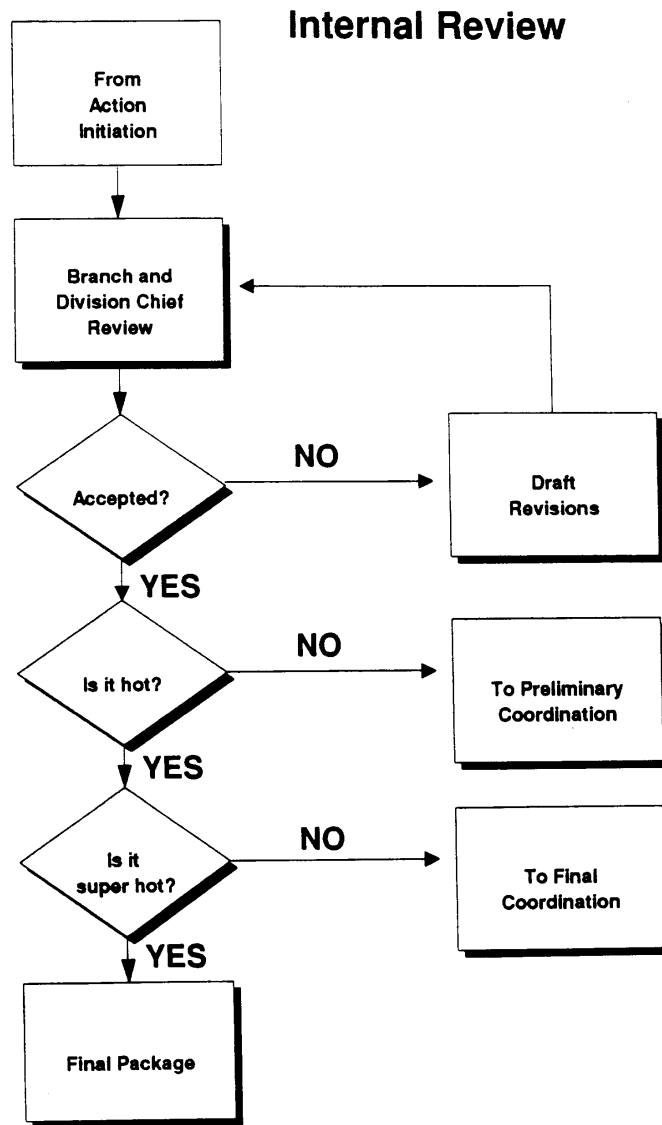 Internal Review
From
Action
Initiation
Branch and
Division Chief
Review
Accepted?
NO
Draft
Revisions
YES
Is it hot?
NO
To Preliminary
Coordination
YES
Is it
super hot?
NO
To Final
Coordination
YES
Final Package